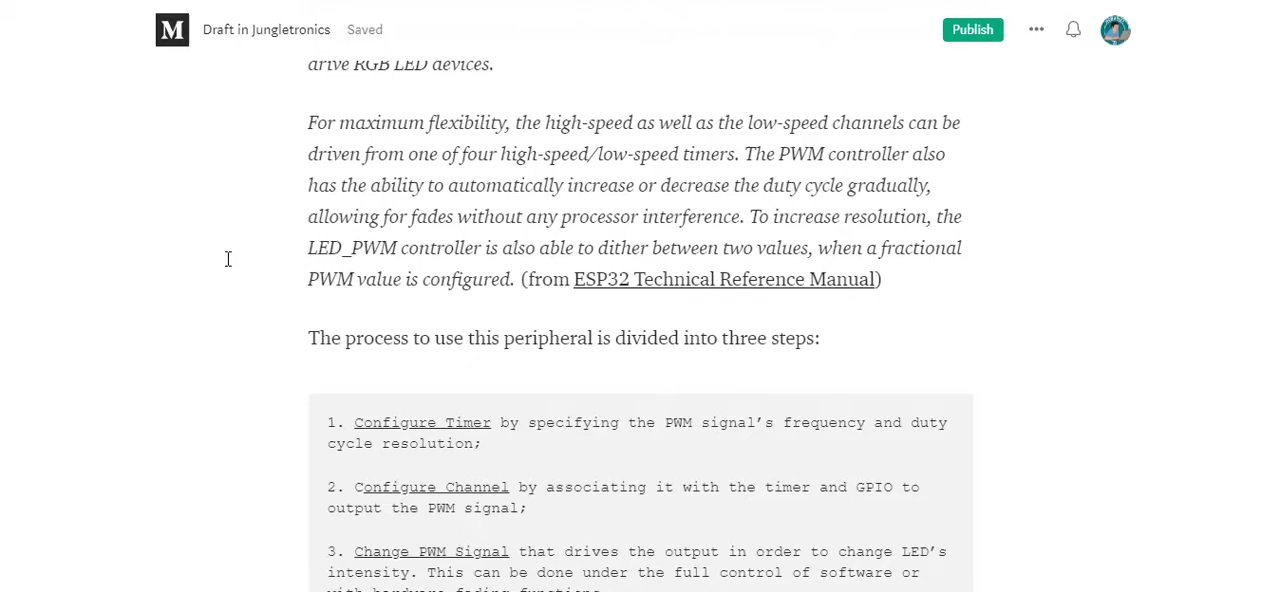 M
Draft in Jungletronics
Saved
Publish
drive RGB LED devices.
For maximum flexibility, the high-speed as well as the low-speed channels can be
driven from one of four high-speed/low-speed timers. The PWM controller also
has the ability to automatically increase or decrease the duty cycle gradually,
allowing for fades without any processor interference. To increase resolution, the
LED_PWM controller is also able to dither between two values, when a fractional
PWM value is configured. (from ESP32 Technical Reference Manual)
The process to use this peripheral is divided into three steps:
1. Configure Timer by specifying the PWM signal’s frequency and duty
cycle resolution;
2. Configure Channel by associating it with the timer and GPIO to
output the PWM signal;
3. Change PWM Signal that drives the output in order to change LED’s
intensity. This can be done under the full control of software or
with hardware fading functions